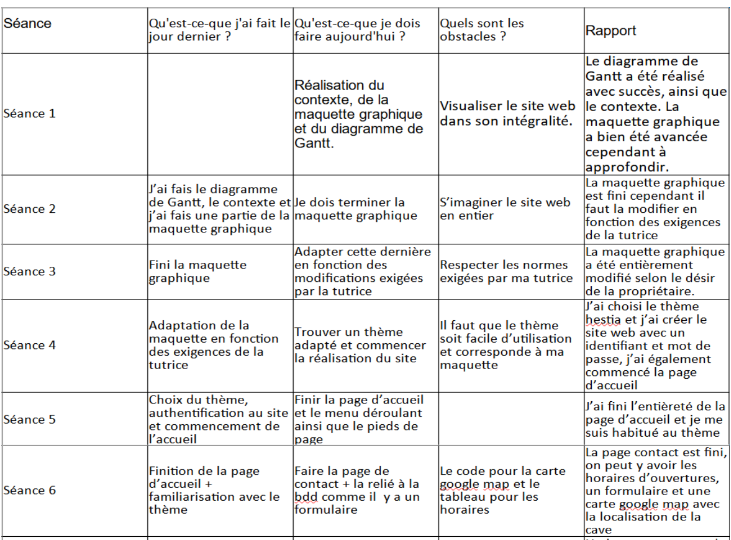 Séance
Qu'est-ce-que j'ai fait le
jour dernier ?
Qu'est-ce-que je dois
faire aujourd'hui ?
Quels sont les
obstacles ?
Rapport
Séance 1
Réalisation du
contexte, de la
maquette graphique
et du diagramme de
Gantt.
Visualiser le site web
dans son intégralité.
Le diagramme de
Gantt a été réalisé
avec succès, ainsi que
le contexte. La
maquette graphique
a bien été avancée
cependant à
approfondir.
Séance 2
J'ai fais le diagramme
de Gantt, le contexte et
j'ai fais une partie de la
maquette graphique
Je dois terminer la
maquette graphique
S'imaginer le site web
en entier
La maquette graphique
est fini cependant il
faut la modifier en
fonction des exigences
de la tutrice
Séance 3
Fini la maquette
graphique
Adapter cette dernière
en fonction des
modifications exigées
par la tutrice
Respecter les normes
exigées par ma tutrice
La maquette graphique
a été entièrement
modifié selon le désir
de la propriétaire.
Séance 4
Adaptation de la
maquette en fonction
des exigences de la
tutrice
Trouver un thème
adapté et commencer
la réalisation du site
Il faut que le thème
soit facile d'utilisation
et corresponde à ma
maquette
J'ai choisi le thème
hestia et j'ai créer le
site web avec un
identifiant et mot de
passe, j'ai également
commencé la page
d'accueil
Séance 5
Choix du thème,
authentification au site
et commencement de
l'accueil
Finir la page d'accueil
et le menu déroulant
ainsi que le pieds de
page
J'ai fini l'entièreté de la
page d'accueil et je me
suis habitué au thème
Séance 6
Finition de la page
d'accueil +
familiarisation avec le
thème
Faire la page de
contact + la relié à la
bdd comme il y a un
formulaire
Le code pour la carte
google map et le
tableau pour les
horaires
La page contact est fini,
on peut y avoir les
horaires d'ouvertures,
un formulaire et une
carte google map avec
la localisation de la
cave